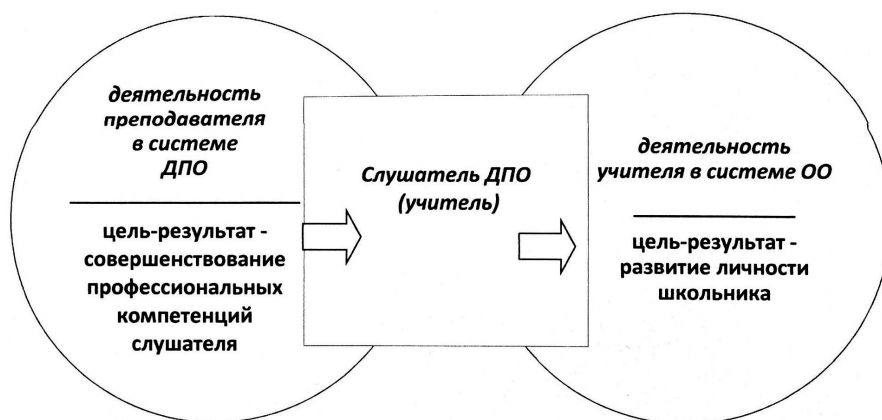 деятельность
преподавателя
в системе
ДПО
цель-результат -
совершенствование
профессиональных
компетенций
слушателя
Слушатель ДПО
(учитель)
деятельность
учителя в системе ОО
цель-результат -
развитие личности
школьника